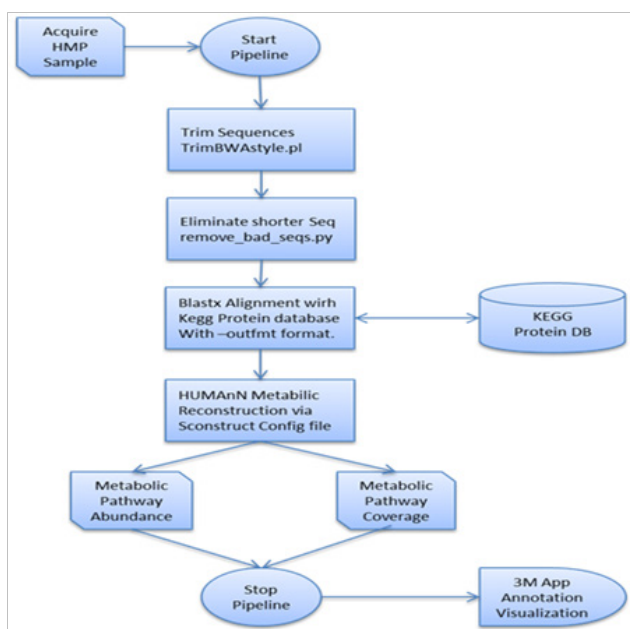 Acquire
HMP
Sample
Start
Pipeline
Trim Sequences
TrimBWAstyle.pl
Eliminate shorter Seq
remove_bad_seqs.py
Blastx Alignment wirh
Kegg Protein database
With –outfmt format.
KEGG
Protein DB
HUMAnN Metabilic
Reconstruction via
Sconstruct Config file
Metabolic
Pathway
Abundance
Metabolic
Pathway
Coverage
Stop
Pipeline
3M App
Annotation
Visualization